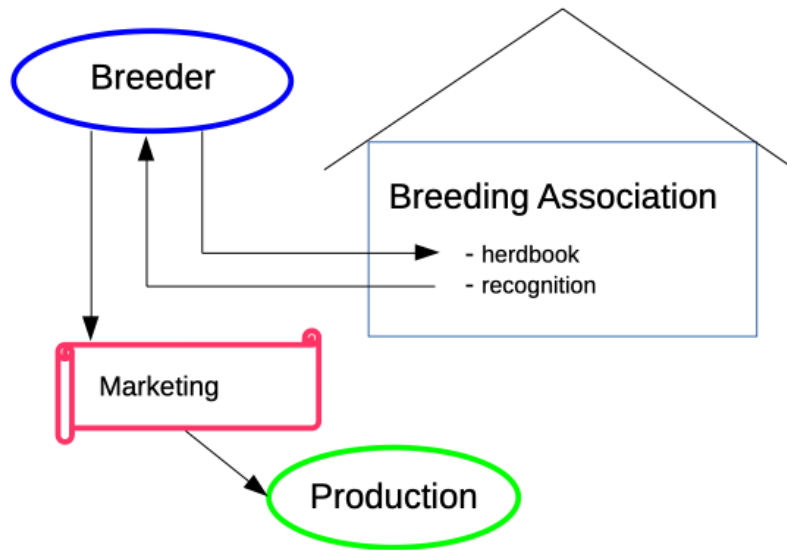 Breeder
Breeding Association
- herdbook
- recognition
Marketing
Production